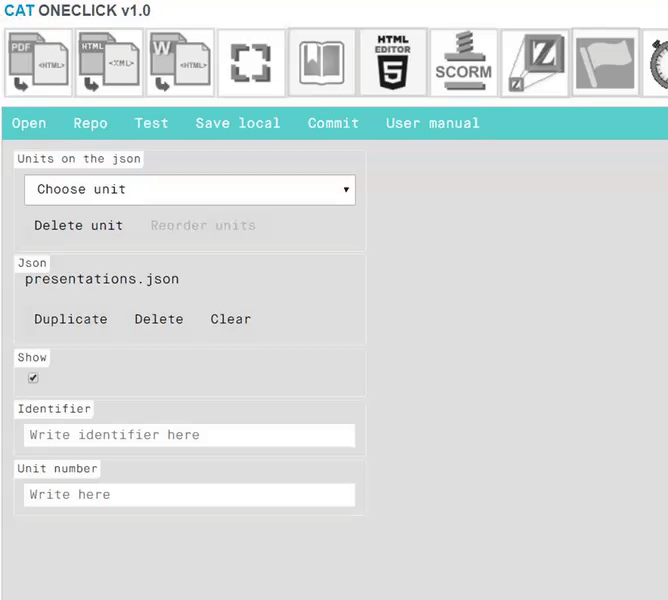 CAT ONECLICK v1.0
PDF <HTML>
HTML <XML>
W <HTML>
HTML EDITOR 5
SCORM
Z Z
Open Repo Test Save local Commit User manual
Units on the json
Choose unit
Delete unit Reorder units
Json
presentations.json
Duplicate Delete Clear
Show
Identifier
Write identifier here
Unit number
Write here